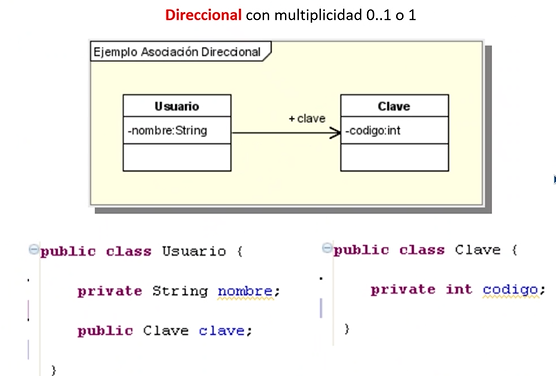 Direccional con multiplicidad 0..1 o 1
Ejemplo Asociación Direccional
Usuario
-nombre:String
+ clave
Clave
-codigo:int
public class Usuario {
private String nombre;
public Clave clave;
}
public class Clave {
private int codigo;
}